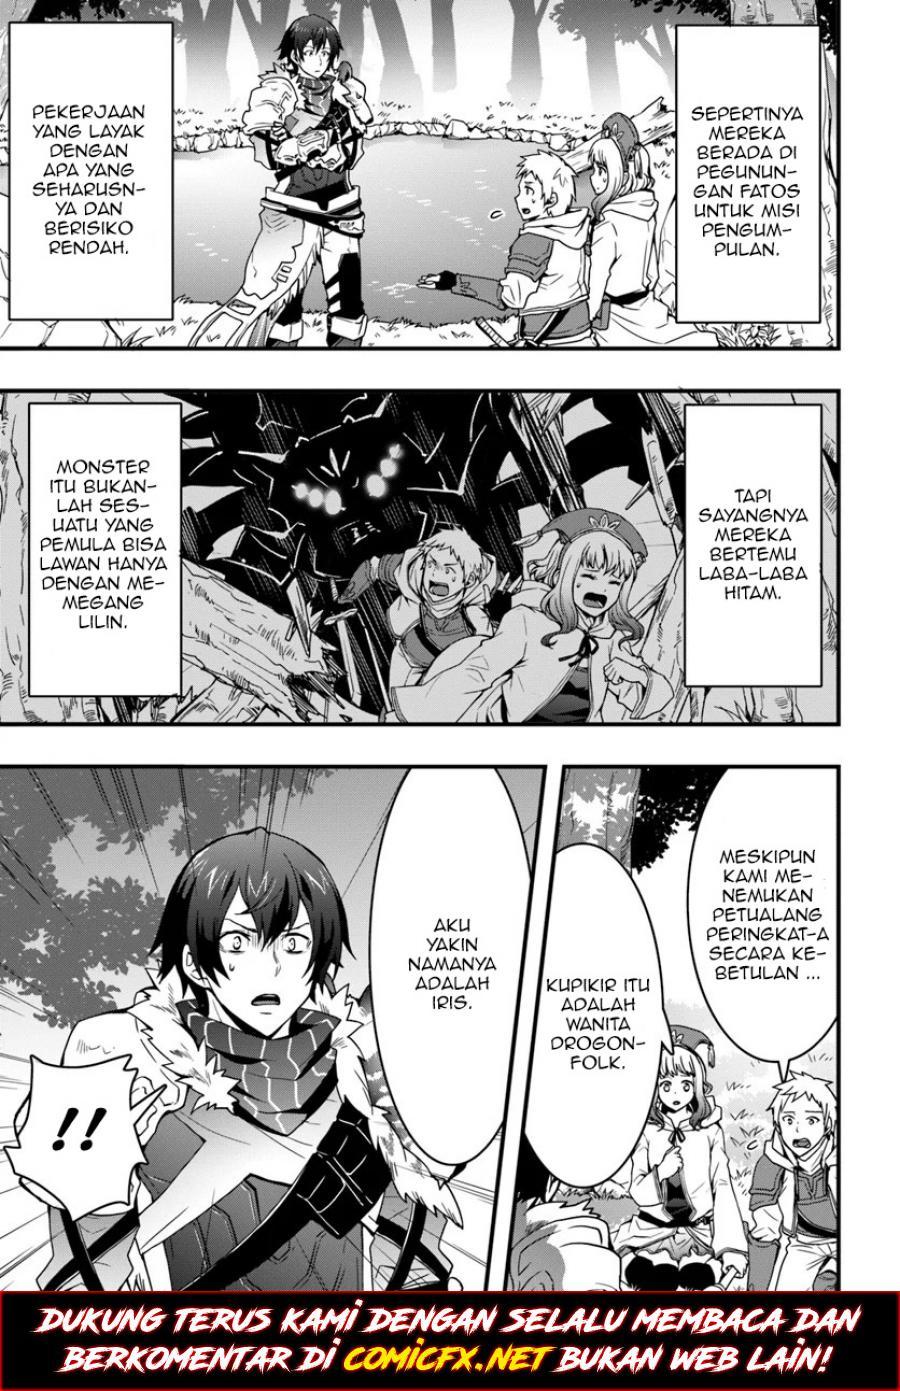 SEPERTINYA
MEREKA
BERADA DI
PEGUNUN-
GAN FATOS
UNTUK MISI
PENGUM-
PULAN.
PEKERJAAN
YANG LAYAK
DENGAN
APA YANG
SEHARUSN-
YA DAN
BERISIKO
RENDAH.
TAPI
SAYANGNYA
MEREKA
BERTEMU
LABA-LABA
HITAM.
MONSTER
ITU BUKAN-
LAH SES-
UATU YANG
PEMULA BISA
LAWAN HANYA
DENGAN ME-
MEGANG
LILIN.
MESKIPUN
KAMI ME-
NEMUKAN
PETUALANG
PERINGKAT-A
SECARA KE-
BETULAN ...
KUPIKIR ITU
ADALAH
WANITA
DROGON-
FOLK.
AKU
YAKIN
NAMANYA
ADALAH
IRIS.
!!
DUKUNG TERUS KAMI DENGAN SELALU MEMBACA DAN
BERKOMENTAR DI COMICFX.NET BUKAN WEB LAIN!